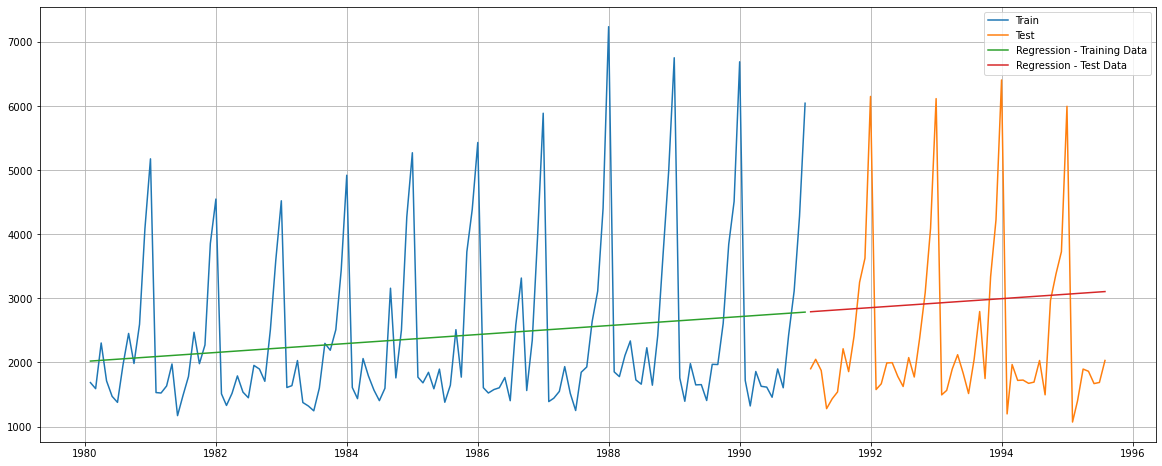 Train
Test
Regression - Training Data
Regression - Test Data
7000
6000
5000
4000
3000
2000
1000
1980 1982 1984 1986 1988 1990 1992 1994 1996